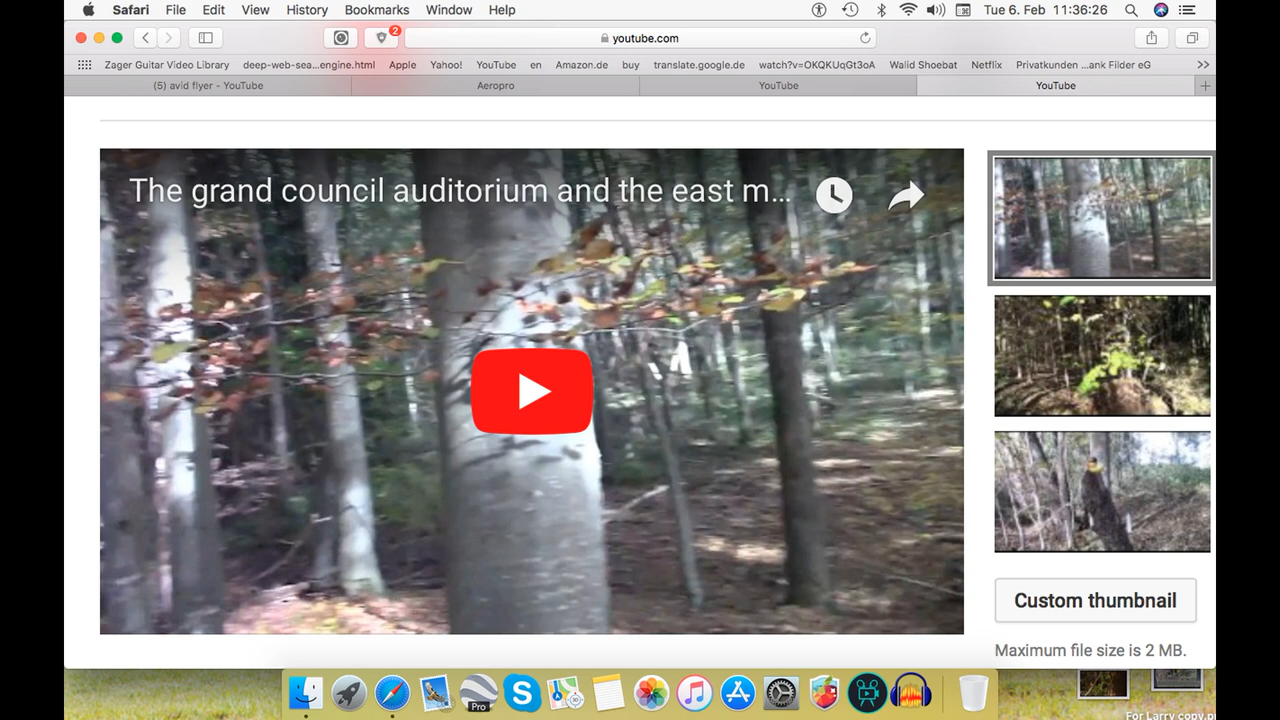 Safari File Edit View History Bookmarks Window Help Tue 6. Feb 11:36:26
2 youtube.com
Zager Guitar Video Library deep-web-sea...engine.html Apple Yahoo! YouTube en Amazon.de buy translate.google.de watch?v=OKQKUqGt3oA Walid Shoebat Netflix Privatkunden ...ank Filder eG
(5) avid flyer - YouTube Aeropro YouTube YouTube
The grand council auditorium and the east m...
Custom thumbnail
Maximum file size is 2 MB.
Pro
For Larry copy.p